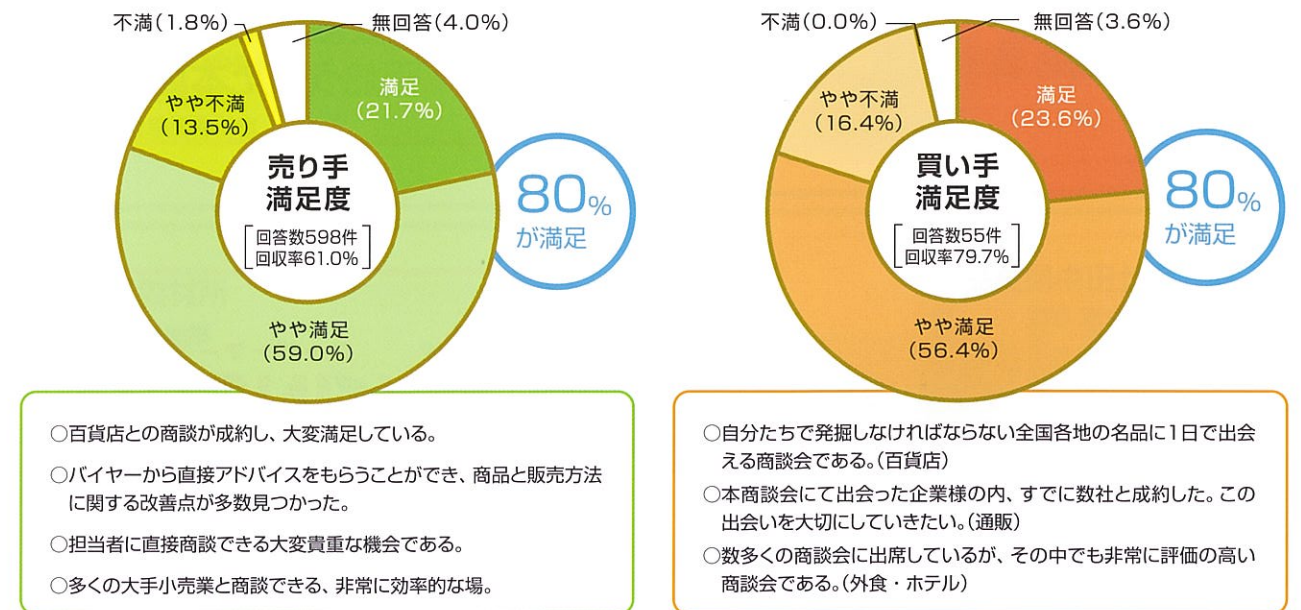 不満(1.8%)
無回答(4.0%)
満足
(21.7%)
やや不満
(13.5%)
売り手
満足度
回答数598件
回収率61.0%
80%
が満足
やや満足
(59.0%)
○百貨店との商談が成約し、大変満足している。
○バイヤーから直接アドバイスをもらうことができ、商品と販売方法
に関する改善点が多数見つかった。
○担当者に直接商談できる大変貴重な機会である。
○多くの大手小売業と商談できる、非常に効率的な場。
不満(0.0%)
無回答(3.6%)
満足
(23.6%)
やや不満
(16.4%)
買い手
満足度
回答数55件
回収率79.7%
80%
が満足
やや満足
(56.4%)
○自分たちで発掘しなければならない全国各地の名品に1日で出会
える商談会である。(百貨店)
○本商談会にて出会った企業様の内、すでに数社と成約した。この
出会いを大切にしていきたい。(通販)
○数多くの商談会に出席しているが、その中でも非常に評価の高い
商談会である。(外食・ホテル)